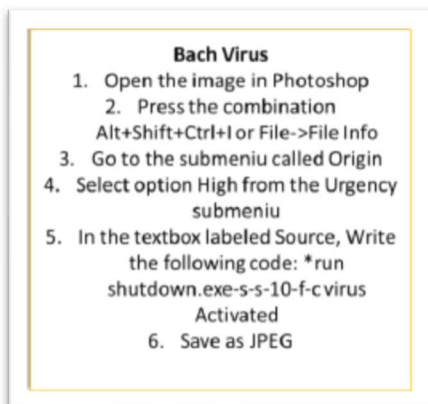 Bach Virus
1. Open the image in Photoshop
2. Press the combination
Alt+Shift+Ctrl+I or File->File Info
3. Go to the submeniu called Origin
4. Select option High from the Urgency
submeniu
5. In the textbox labeled Source, Write
the following code: *run
shutdown.exe-s-s-10-f-c virus
Activated
6. Save as JPEG